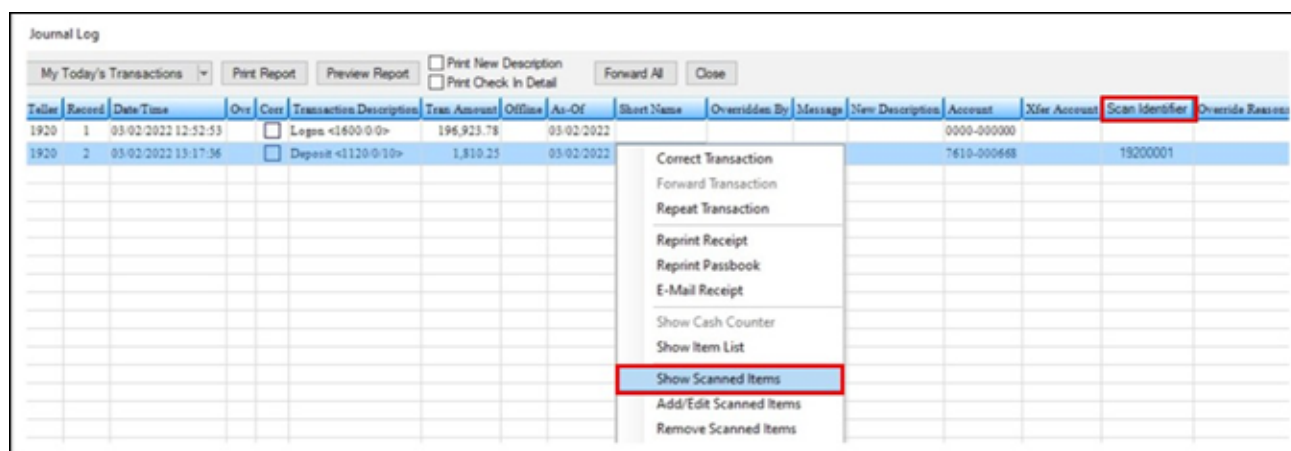 Journal Log
My Today's Transactions Print Report Preview Report Print New Description Forward All Close
Print Check In Detail
Teller Record Date/Time Ovr Corr Transaction Description Tran Amount Offline As-Of Short Name Overridden By Message New Description Account Xfer Account Scan Identifier Override Reasons
1920 1 03/02/2022 12:52:53 Logon <1600/0/0> 196,923.78 03/02/2022 0000-000000
1920 2 03/02/2022 13:17:36 Deposit <1120/0/10> 1,810.25 03/02/2022 7610-000668 19200001
Correct Transaction
Forward Transaction
Repeat Transaction
Reprint Receipt
Reprint Passbook
E-Mail Receipt
Show Cash Counter
Show Item List
Show Scanned Items
Add/Edit Scanned Items
Remove Scanned Items